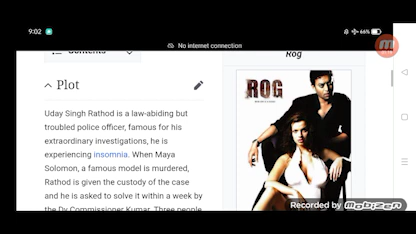 9:02
66%
No internet connection
Contents
Rog
Plot
ROG
Uday Singh Rathod is a law-abiding but
troubled police officer, famous for his
extraordinary investigations, he is
experiencing insomnia. When Maya
Solomon, a famous model is murdered,
Rathod is given the custody of the case
and he is asked to solve it within a week by
the Dy Commissioner Kumar. Three people
Recorded by mobizen